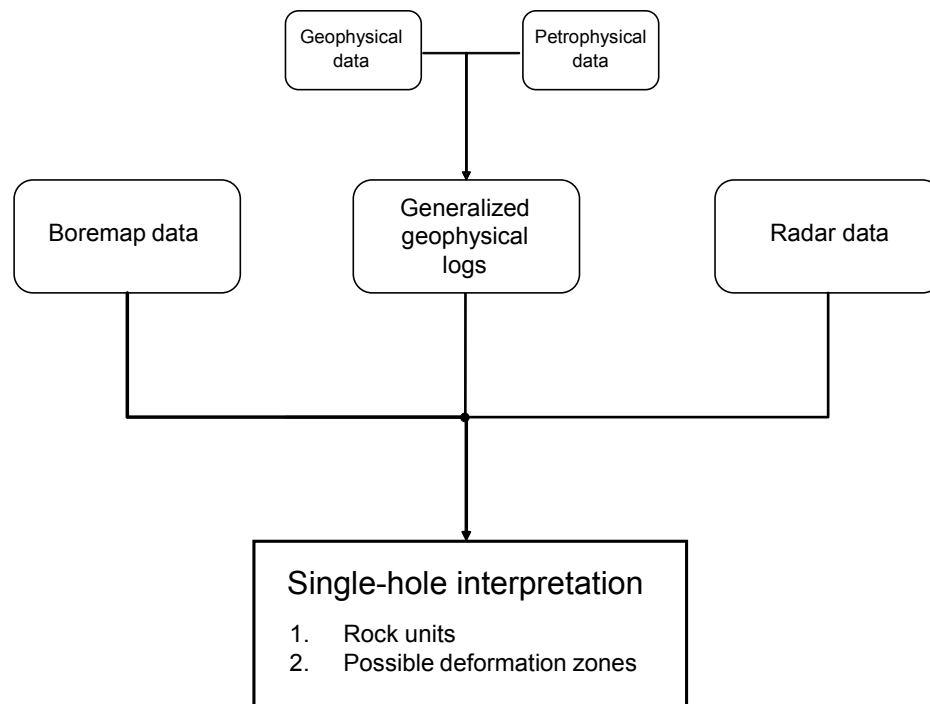 Geophysical
data
Petrophysical
data
Boremap data
Generalized
geophysical
logs
Radar data
Single-hole interpretation
1. Rock units
2. Possible deformation zones